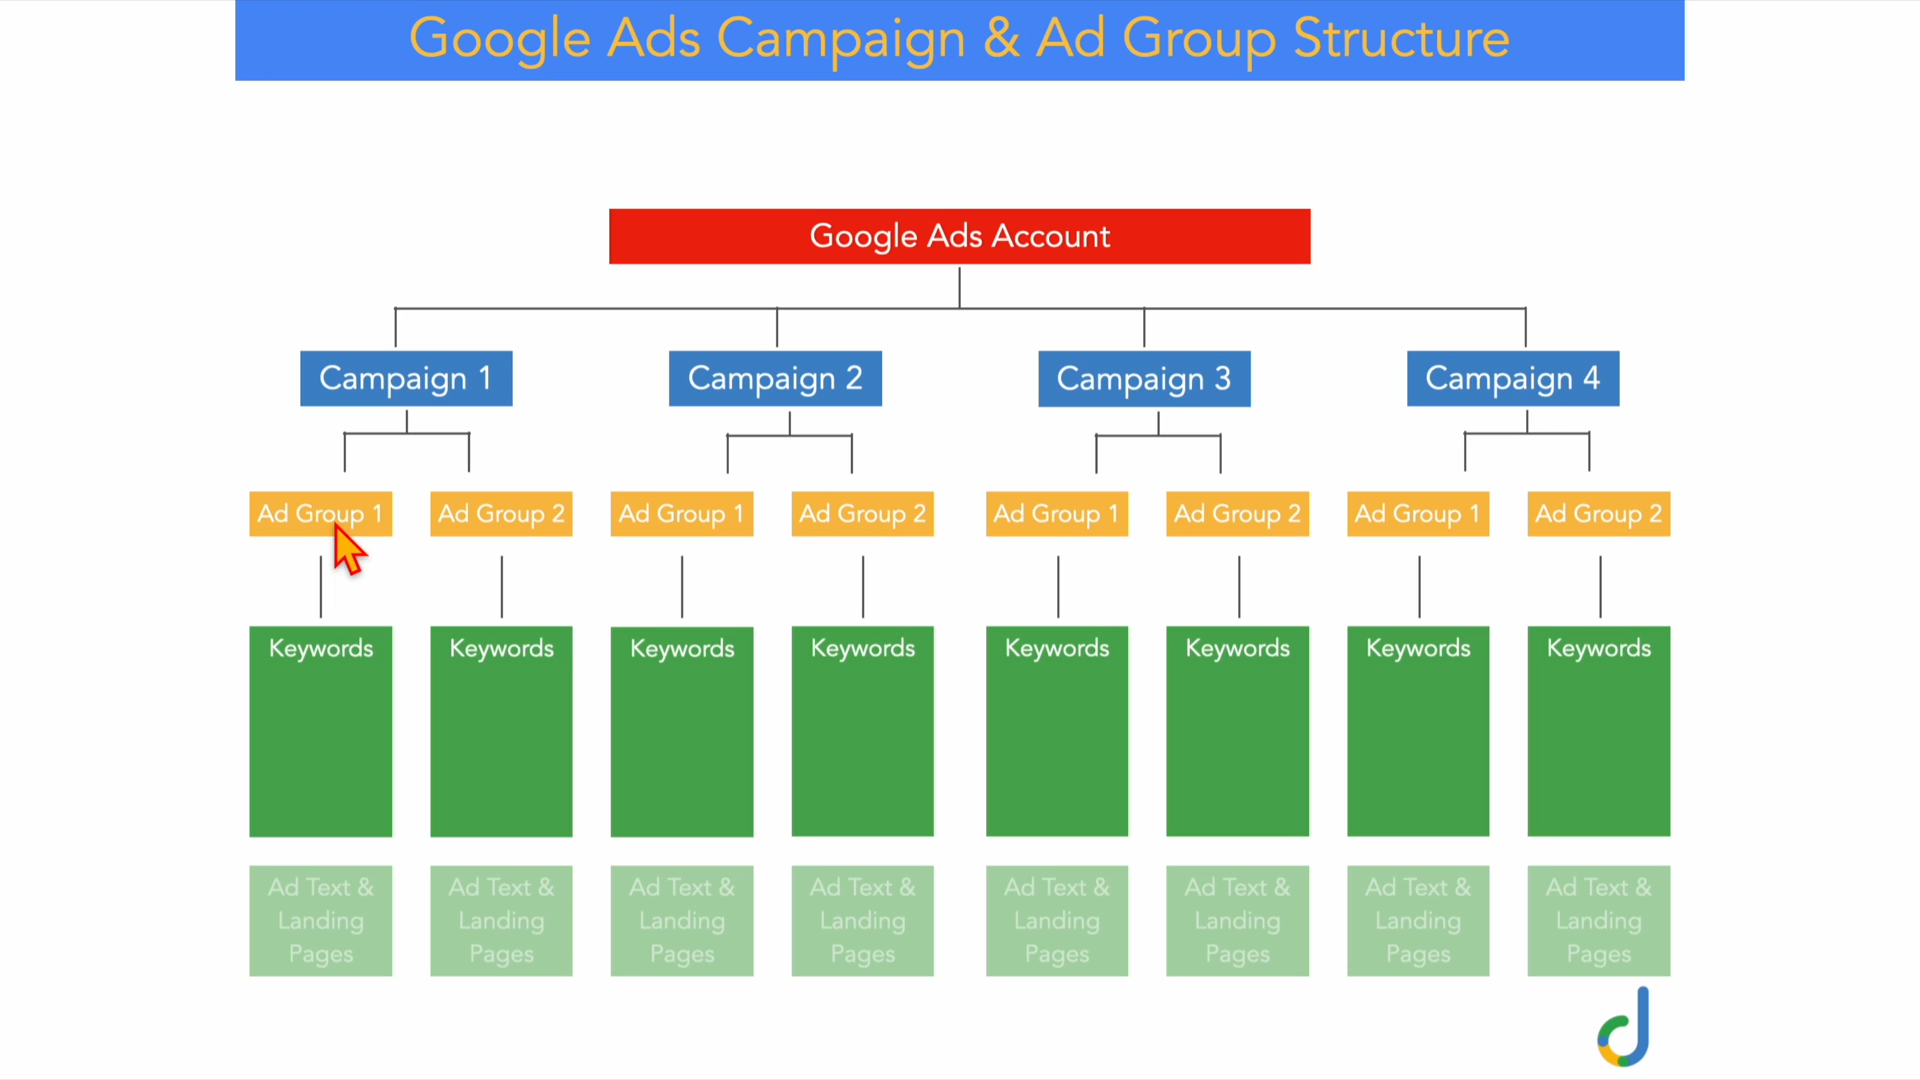 Google Ads Campaign & Ad Group Structure
Google Ads Account
Campaign 1
Campaign 2
Campaign 3
Campaign 4
Ad Group 1
Ad Group 2
Ad Group 1
Ad Group 2
Ad Group 1
Ad Group 2
Ad Group 1
Ad Group 2
Keywords
Keywords
Keywords
Keywords
Keywords
Keywords
Keywords
Keywords
Ad Text &
Landing
Pages
Ad Text &
Landing
Pages
Ad Text &
Landing
Pages
Ad Text &
Landing
Pages
Ad Text &
Landing
Pages
Ad Text &
Landing
Pages
Ad Text &
Landing
Pages
Ad Text &
Landing
Pages